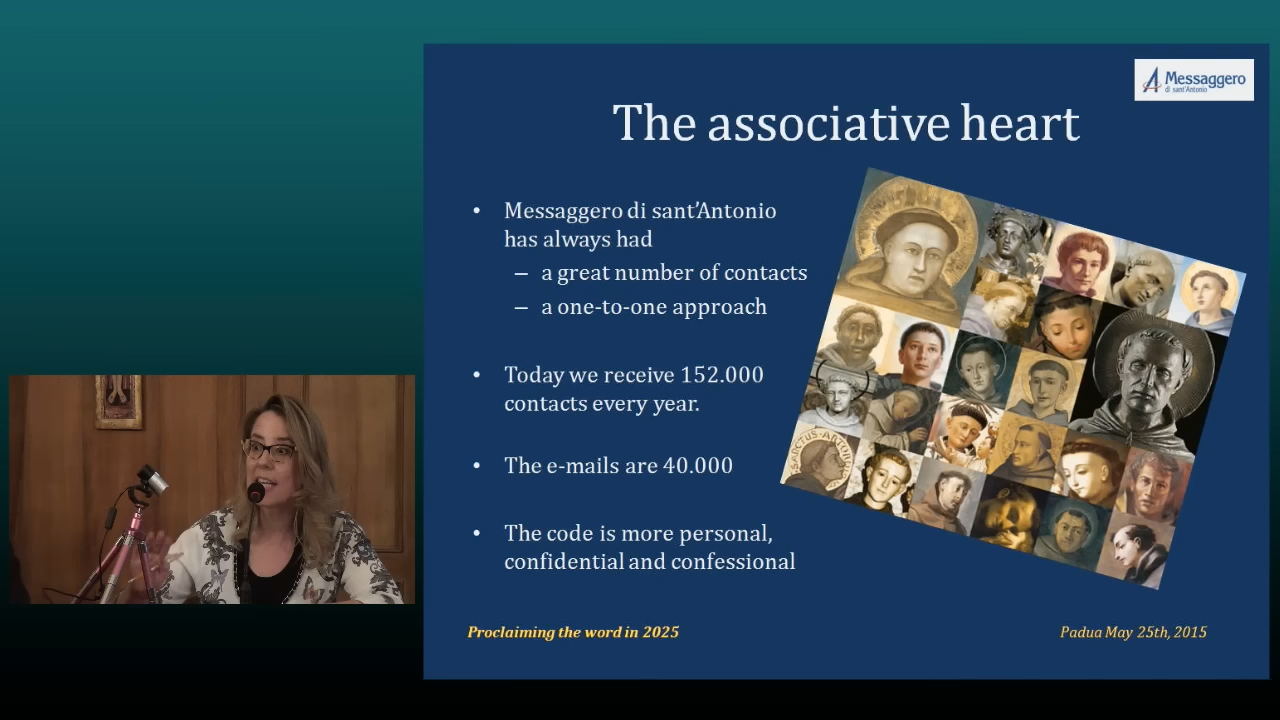 Messaggero
di sant'Antonio
The associative heart
• Messaggero di sant'Antonio
has always had
– a great number of contacts
– a one-to-one approach
• Today we receive 152.000
contacts every year.
• The e-mails are 40.000
• The code is more personal,
confidential and confessional
Proclaiming the word in 2025
Padua May 25th, 2015